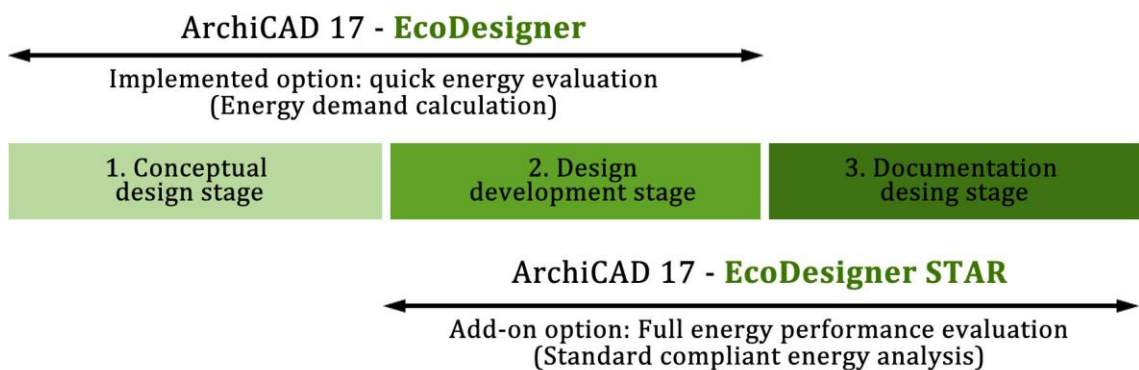 ArchiCAD 17 - EcoDesigner
Implemented option: quick energy evaluation
(Energy demand calculation)
1. Conceptual
design stage
2. Design
development stage
3. Documentation
desing stage
ArchiCAD 17 - EcoDesigner STAR
Add-on option: Full energy performance evaluation
(Standard compliant energy analysis)